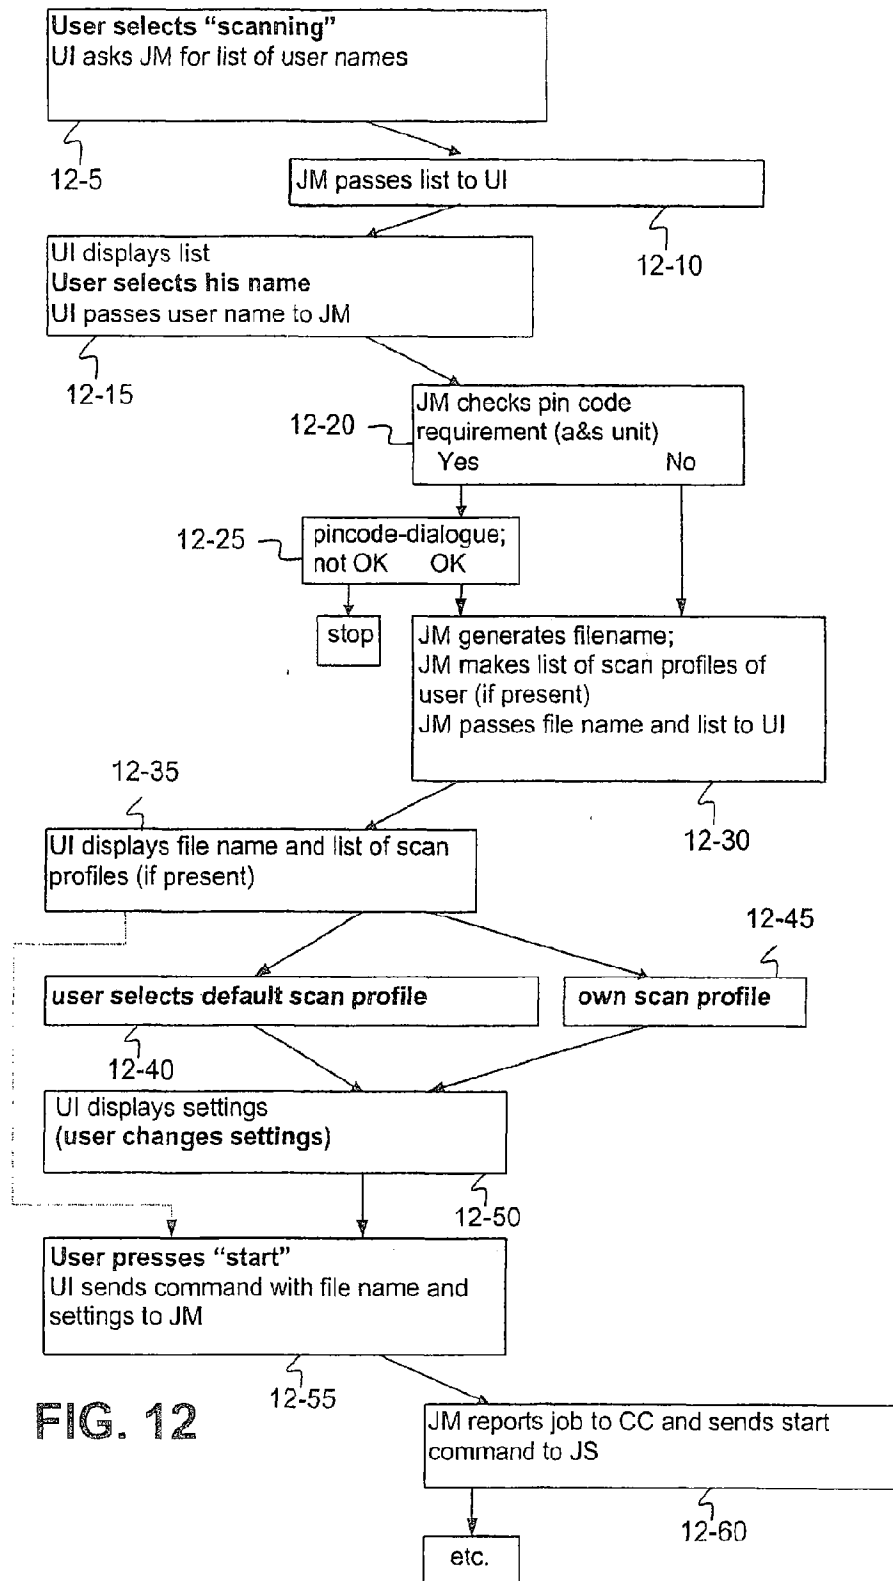 User selects “scanning”
UI asks JM for list of user names
12-5
JM passes list to UI
12-10
UI displays list
User selects his name
UI passes user name to JM
12-15
JM checks pin code
requirement (a&s unit)
Yes No
12-20
12-25
pincode-dialogue;
not OK OK
stop
JM generates filename;
JM makes list of scan profiles of
user (if present)
JM passes file name and list to UI
12-30
12-35
UI displays file name and list of scan
profiles (if present)
12-45
user selects default scan profile
own scan profile
12-40
UI displays settings
(user changes settings)
12-50
User presses “start”
UI sends command with file name and
settings to JM
12-55
FIG. 12
JM reports job to CC and sends start
command to JS
12-60
etc.